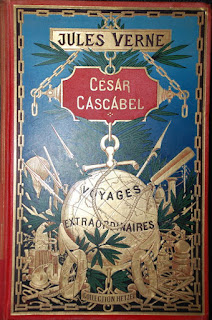 JULES VERNE
CÉSAR
CASCABEL
VOYAGES
EXTRAORDINAIRES
COLLECTION HETZEL